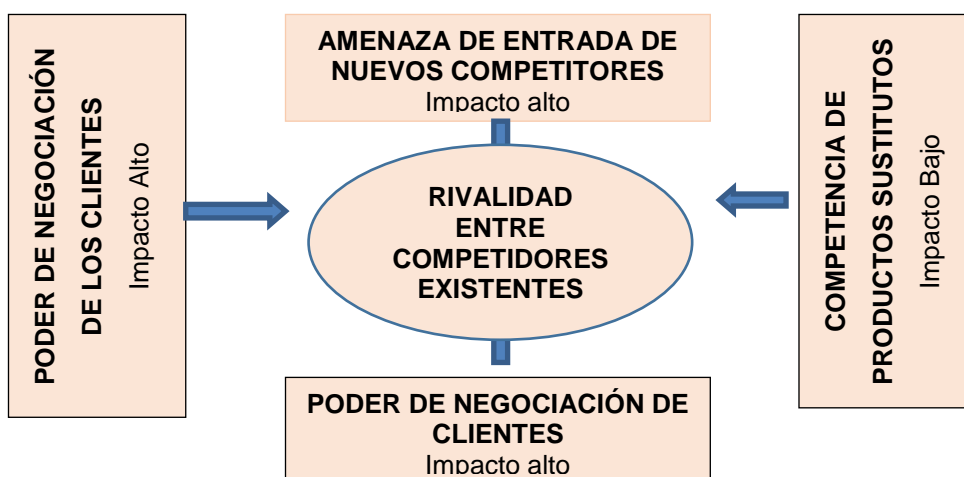 PODER DE NEGOCIACIÓN
DE LOS CLIENTES
Impacto Alto
AMENAZA DE ENTRADA DE
NUEVOS COMPETITORES
Impacto alto
RIVALIDAD
ENTRE
COMPETIDORES
EXISTENTES
COMPETENCIA DE
PRODUCTOS SUSTITUTOS
Impacto Bajo
PODER DE NEGOCIACIÓN DE
CLIENTES
Impacto alto